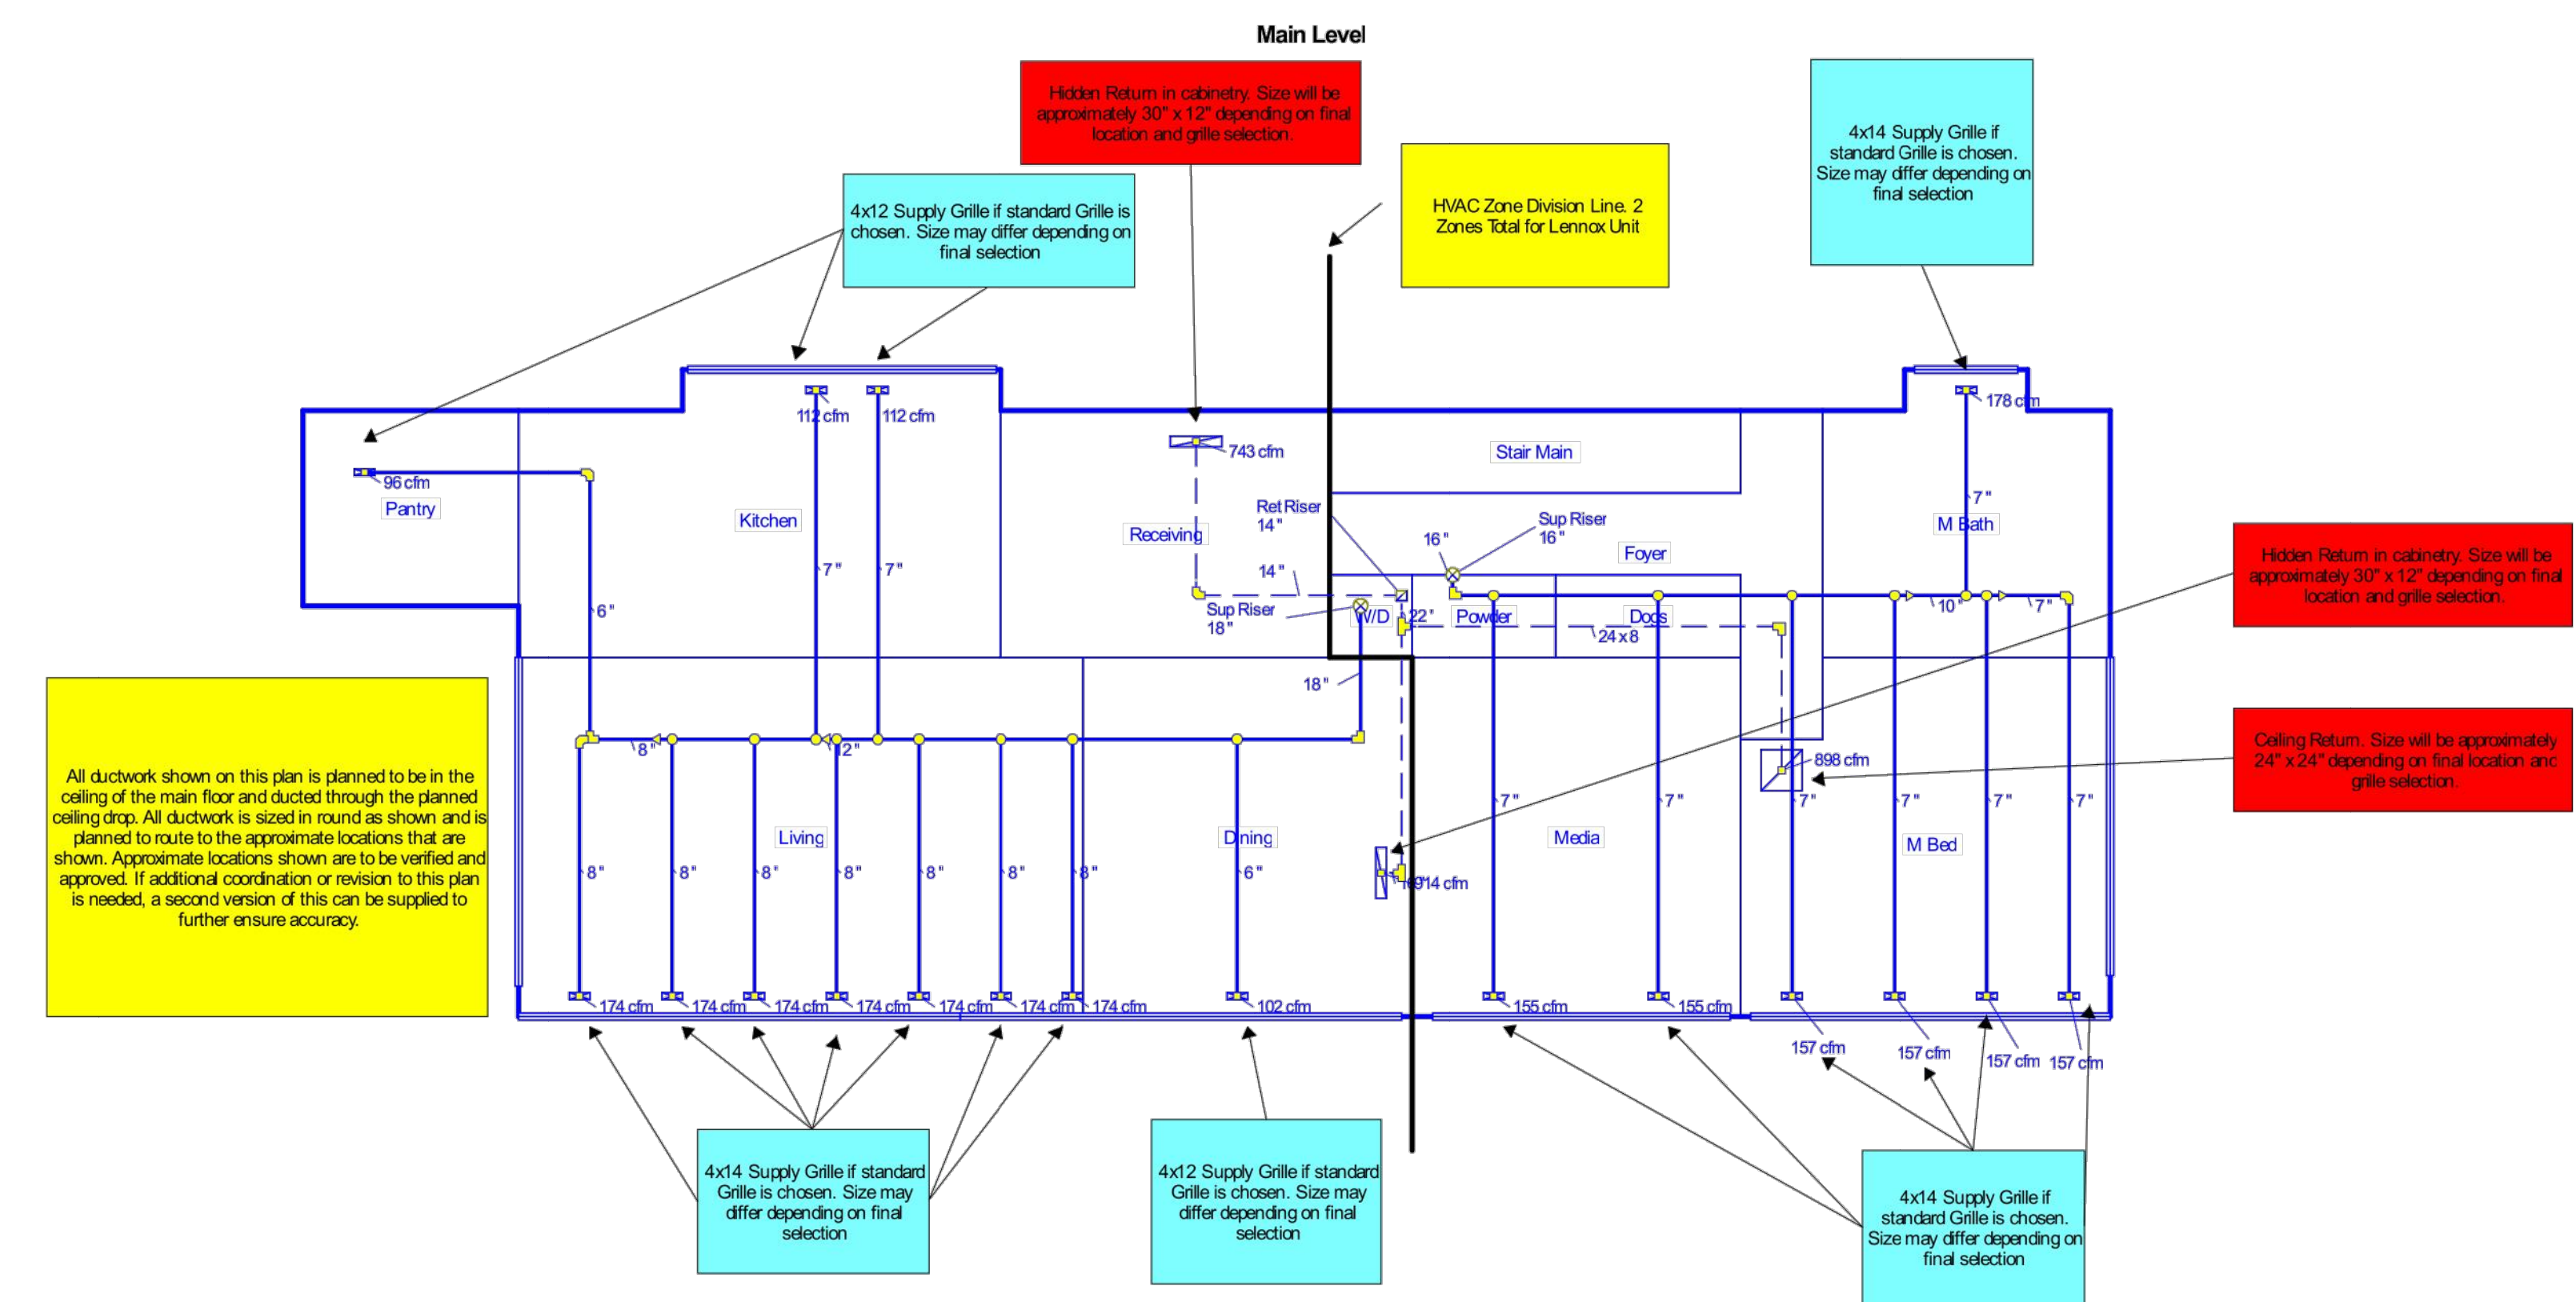 Main Level
Hidden Return in cabinetry. Size will be
approximately 30" x 12" depending on final
location and grille selection.
4x14 Supply Grille if
standard Grille is chosen.
Size may differ depending on
final selection
4x12 Supply Grille if standard Grille is
chosen. Size may differ depending on
final selection
HVAC Zone Division Line. 2
Zones Total for Lennox Unit
112 cfm
112 cfm
178 cfm
743 cfm
Stair Main
96 cfm
Pantry
Kitchen
Receiving
Ret Riser
14"
Sup Riser
16"
16"
Foyer
7"
M Bath
Hidden Return in cabinetry. Size will be
approximately 30" x 12" depending on final
location and grille selection.
7"
7"
14"
6"
Sup Riser
18"
W/D
22"
Powder
Dogs
24x8
10"
7"
18"
All ductwork shown on this plan is planned to be in the
ceiling of the main floor and ducted through the planned
ceiling drop. All ductwork is sized in round as shown and is
planned to route to the approximate locations that are
shown. Approximate locations shown are to be verified and
approved. If additional coordination or revision to this plan
is needed, a second version of this can be supplied to
further ensure accuracy.
8"
12"
898 cfm
Ceiling Return. Size will be approximately
24" x 24" depending on final location and
grille selection.
7"
7"
7"
7"
7"
7"
Living
Dining
Media
M Bed
8"
8"
8"
8"
8"
8"
8"
6"
174 cfm
174 cfm
174 cfm
174 cfm
174 cfm
174 cfm
174 cfm
102 cfm
155 cfm
155 cfm
157 cfm
157 cfm
157 cfm
157 cfm
4x14 Supply Grille if standard
Grille is chosen. Size may
differ depending on final
selection
4x12 Supply Grille if standard
Grille is chosen. Size may
differ depending on final
selection
4x14 Supply Grille if
standard Grille is chosen.
Size may differ depending on
final selection